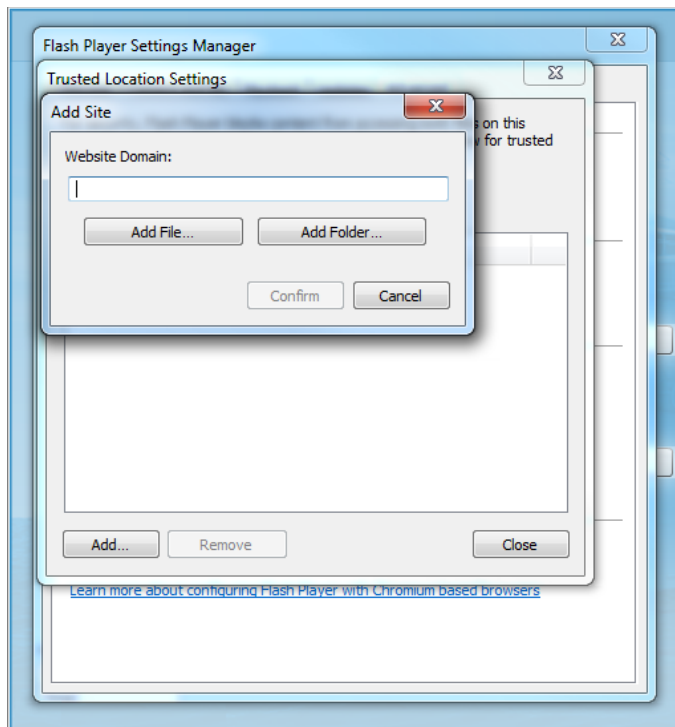 Flash Player Settings Manager
Trusted Location Settings
Add Site
on this
for trusted
Website Domain:
Add File...
Add Folder...
Confirm
Cancel
Add...
Remove
Close
Learn more about configuring Flash Player with Chromium based browsers